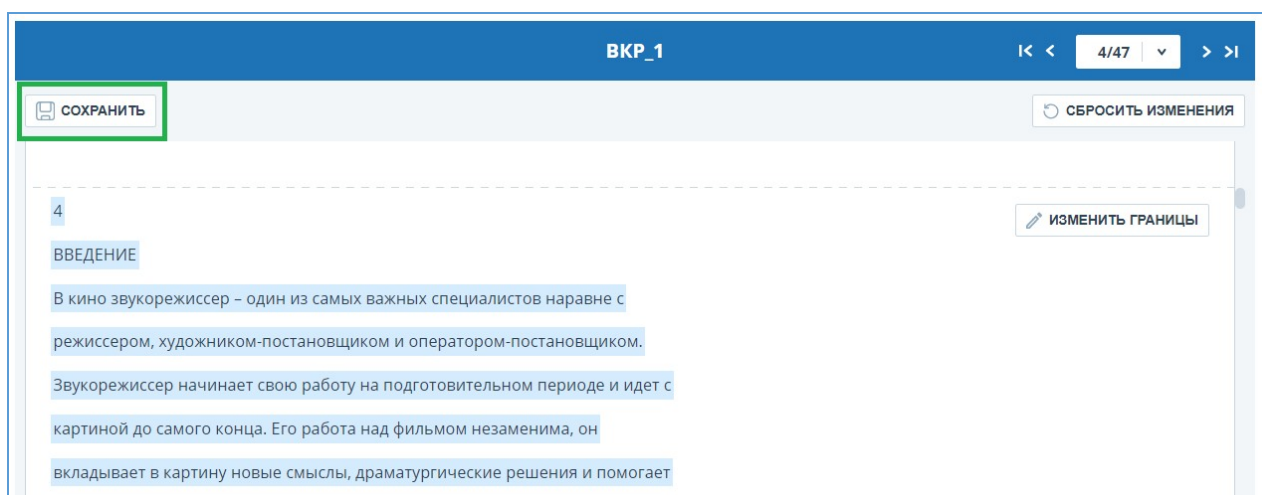 ВКР_1
4/47
СОХРАНИТЬ
СБРОСИТЬ ИЗМЕНЕНИЯ
4
ИЗМЕНИТЬ ГРАНИЦЫ
ВВЕДЕНИЕ
В кино звукорежиссер – один из самых важных специалистов наравне с
режиссером, художником-постановщиком и оператором-постановщиком.
Звукорежиссер начинает свою работу на подготовительном периоде и идет с
картиной до самого конца. Его работа над фильмом незаменима, он
вкладывает в картину новые смыслы, драматургические решения и помогает